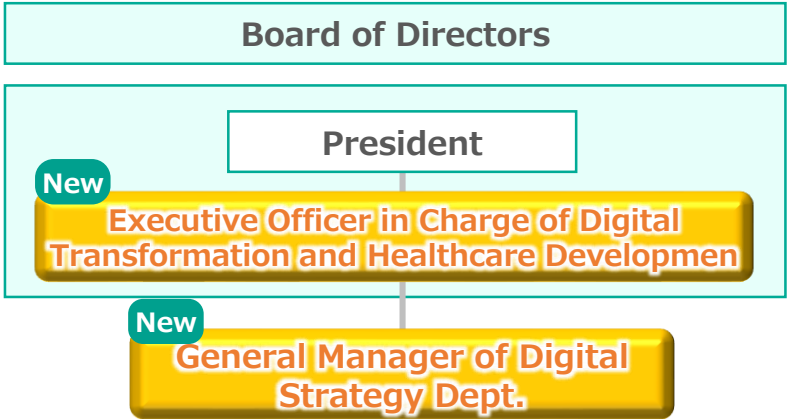 Board of Directors
President
New
Executive Officer in Charge of Digital
Transformation and Healthcare Developmen
New
General Manager of Digital
Strategy Dept.